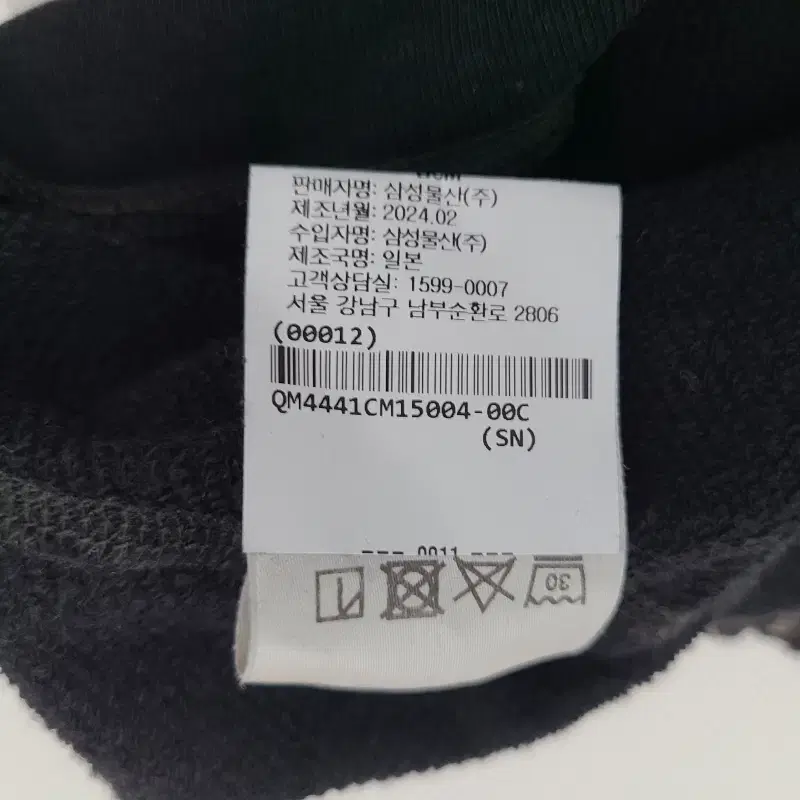 판매자명: 삼성물산(주)
제조년월: 2024.02
수입자명: 삼성물산(주)
제조국명: 일본
고객상담실: 1599-0007
서울 강남구 남부순환로 2806
(00012)
QM4441CM15004-00C
(SN)
30